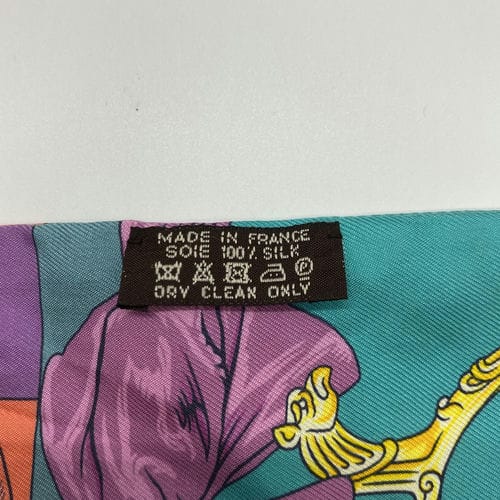 MADE IN FRANCE
SOIE 100% SILK
P
DRY CLEAN ONLY